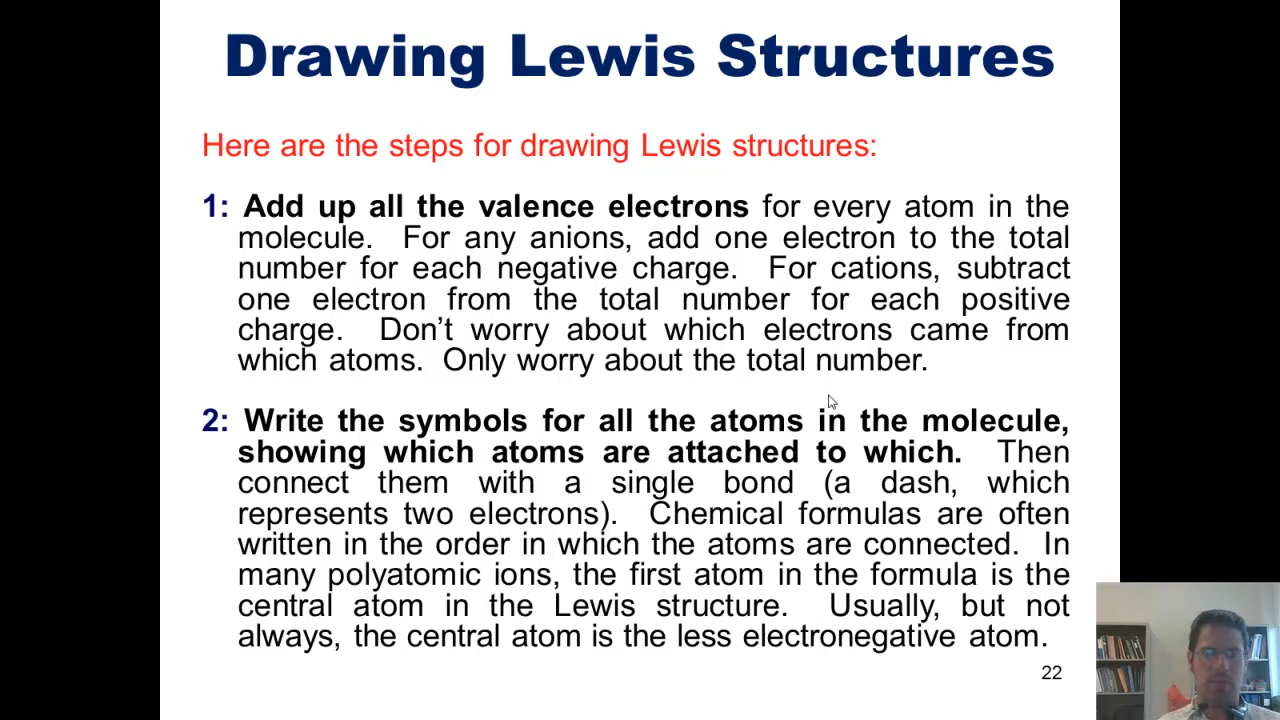 Drawing Lewis Structures
Here are the steps for drawing Lewis structures:
1: Add up all the valence electrons for every atom in the
molecule. For any anions, add one electron to the total
number for each negative charge. For cations, subtract
one electron from the total number for each positive
charge. Don’t worry about which electrons came from
which atoms. Only worry about the total number.
2: Write the symbols for all the atoms in the molecule,
showing which atoms are attached to which. Then
connect them with a single bond (a dash, which
represents two electrons). Chemical formulas are often
written in the order in which the atoms are connected. In
many polyatomic ions, the first atom in the formula is the
central atom in the Lewis structure. Usually, but not
always, the central atom is the less electronegative atom.
22